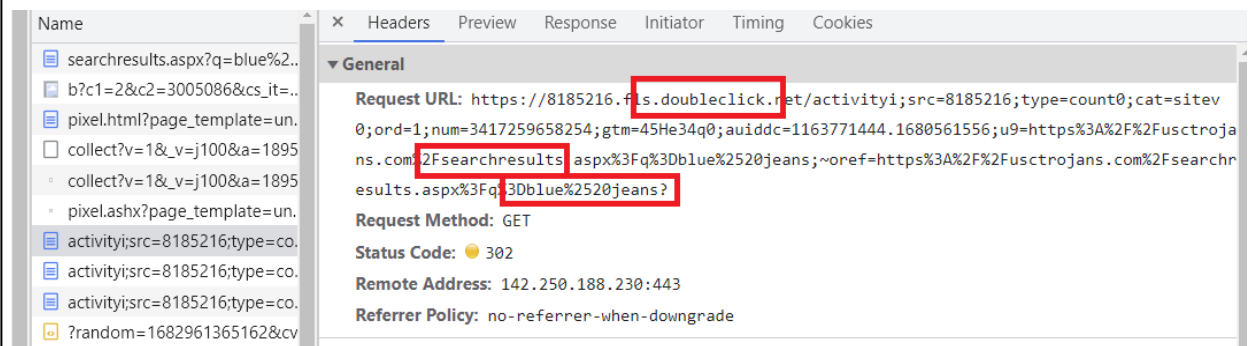 Name
searchresults.aspx?q=blue%2..
b?c1=2&c2=3005086&cs_it=..
pixel.html?page_template=un.
collect?v=1&_v=j100&a=1895
collect?v=1&_v=j100&a=1895
pixel.ashx?page_template=un.
activityi;src=8185216;type=co.
activityi;src=8185216;type=co.
activityi;src=8185216;type=co.
?random=1682961365162&cv
× Headers Preview Response Initiator Timing Cookies
▼ General
Request URL: https://8185216.fls.doubleclick.net/activityi;src=8185216;type=count0;cat=sitev
0;ord=1;num=3417259658254;gtm=45He34q0;auiddc=1163771444.1680561556;u9=https%3A%2F%2Fusctroja
ns.com%2Fsearchresults.aspx%3Fq%3Dblue%2520jeans;~oref=https%3A%2F%2Fusctrojans.com%2Fsearchr
esults.aspx%3Fq%3Dblue%2520jeans?
Request Method: GET
Status Code: 302
Remote Address: 142.250.188.230:443
Referrer Policy: no-referrer-when-downgrade